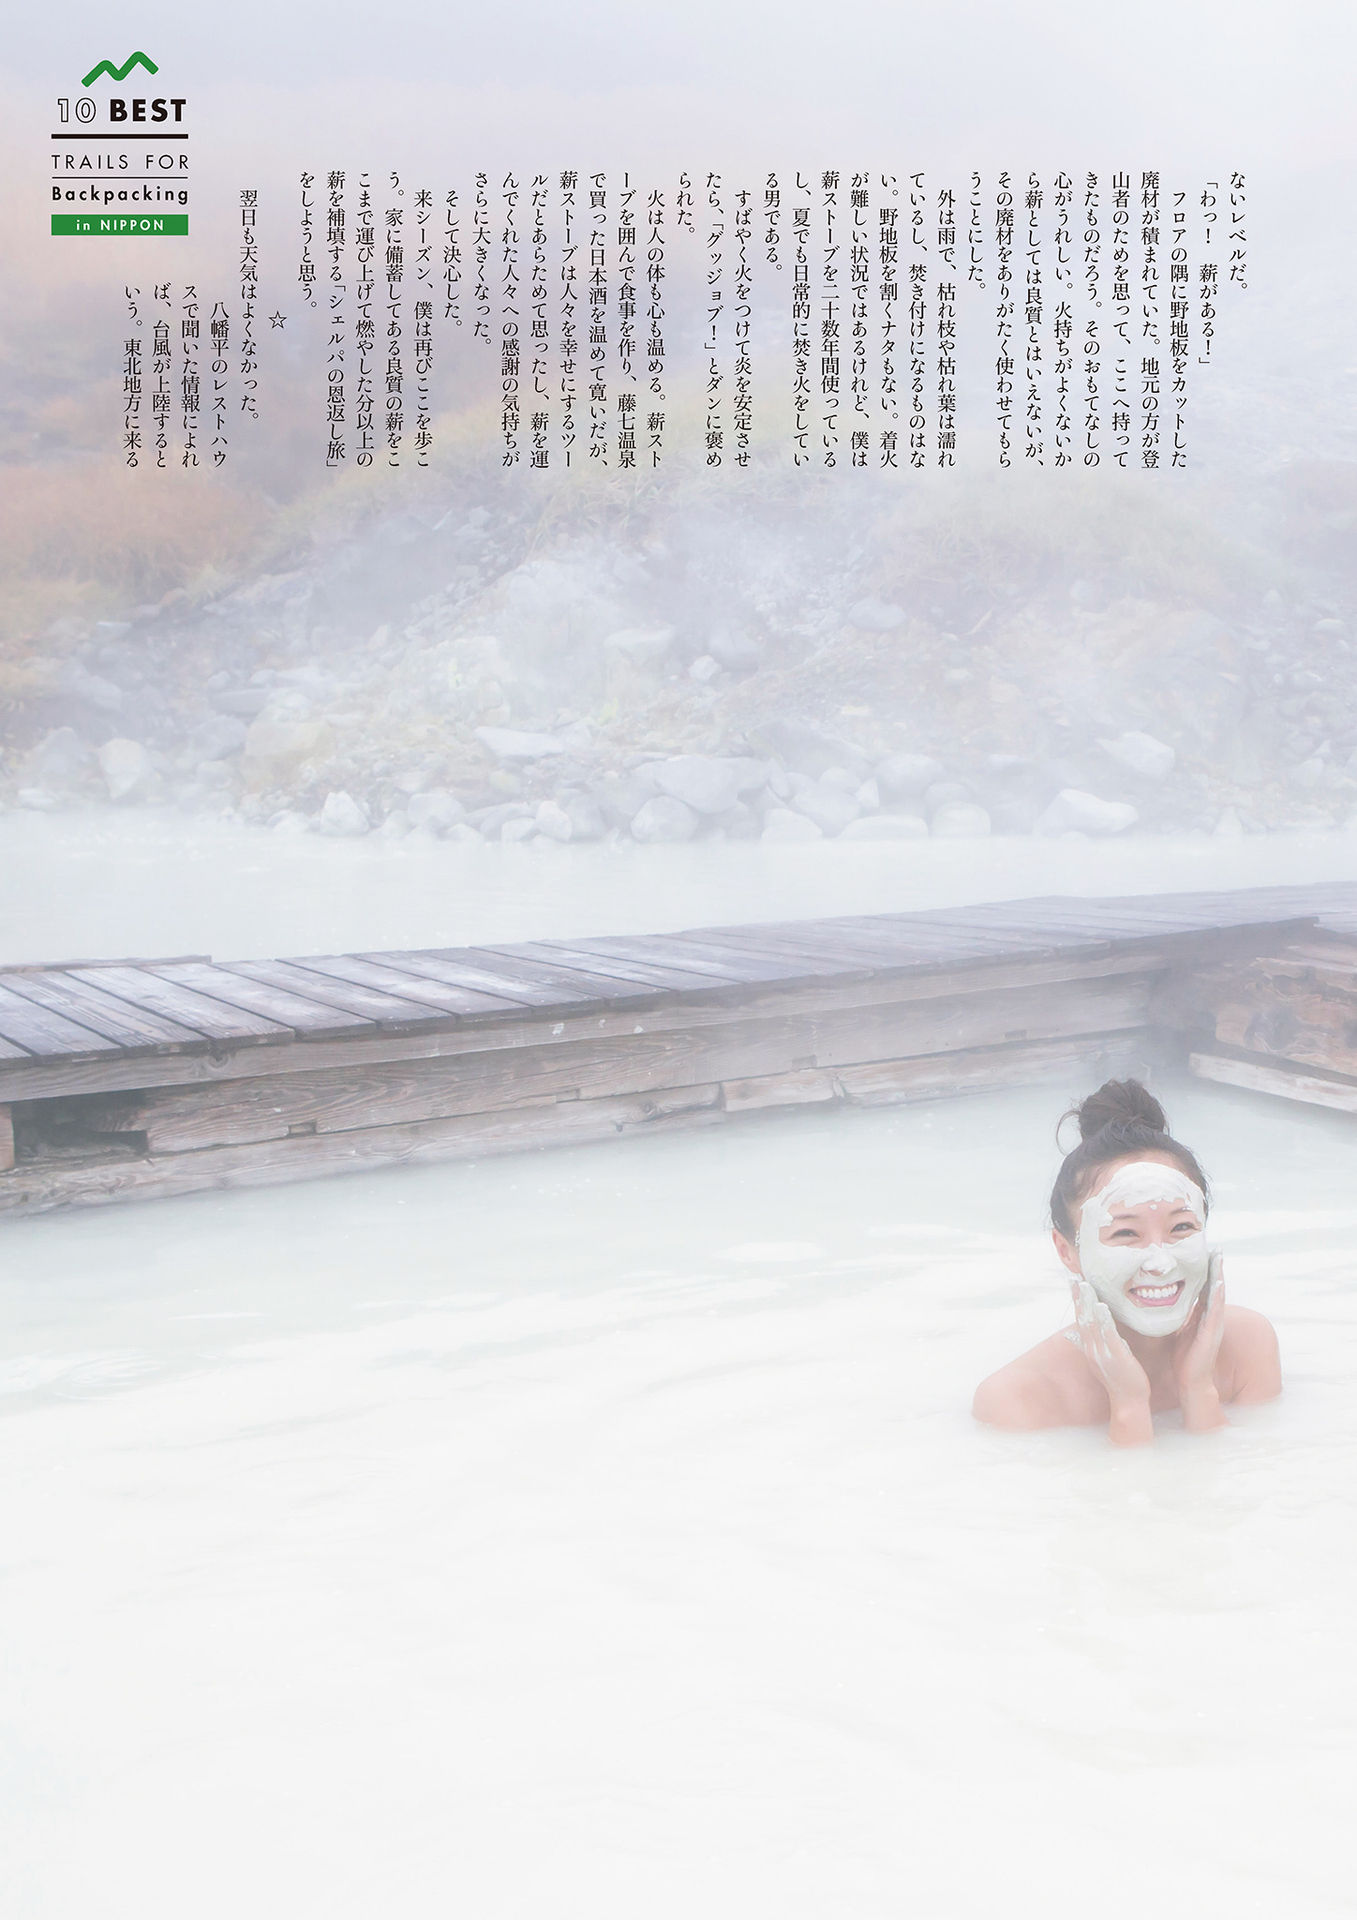 10 BEST
TRAILS FOR
Backpacking
in NIPPON
ないレベルだ。
「わっ！　薪がある！」
　フロアの隅に野地板をカットした
廃材が積まれていた。地元の方が登
山者のためを思って、ここへ持って
きたものだろう。そのおもてなしの
心がうれしい。火持ちがよくないか
ら薪としては良質とはいえないが、
その廃材をありがたく使わせてもら
うことにした。
　外は雨で、枯れ枝や枯れ葉は濡れ
ているし、焚き付けになるものはな
い。野地板を割くナタもない。着火
が難しい状況ではあるけれど、僕は
薪ストーブを二十数年間使っている
し、夏でも日常的に焚き火をしてい
る男である。
　すばやく火をつけて炎を安定させ
たら、「グッジョブ！」とダンに褒め
られた。
　火は人の体も心も温める。薪スト
ーブを囲んで食事を作り、藤七温泉
で買った日本酒を温めて寛いだが、
薪ストーブは人々を幸せにするツー
ルだとあらためて思ったし、薪を運
んでくれた人々への感謝の気持ちが
さらに大きくなった。
　そして決心した。
　来シーズン、僕は再びここを歩こ
う。家に備蓄してある良質の薪をこ
こまで運び上げて燃やした分以上の
薪を補填する「シェルパの恩返し旅」
をしようと思う。
☆
　翌日も天気はよくなかった。
　八幡平のレストハウ
スで聞いた情報によれ
ば、台風が上陸すると
いう。東北地方に来る